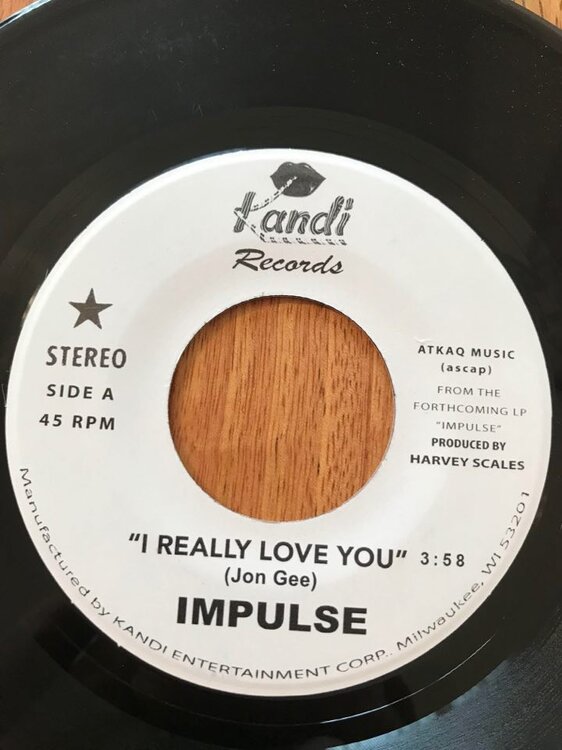 Kandi
Records
STEREO
SIDE A
45 RPM
ATKAQ MUSIC
(ascap)
FROM THE
FORTHCOMING LP
"IMPULSE"
PRODUCED BY
HARVEY SCALES
"I REALLY LOVE YOU" 3:58
(Jon Gee)
IMPULSE
Manufactured by KANDI ENTERTAINMENT CORP., Milwaukee, WI 53201